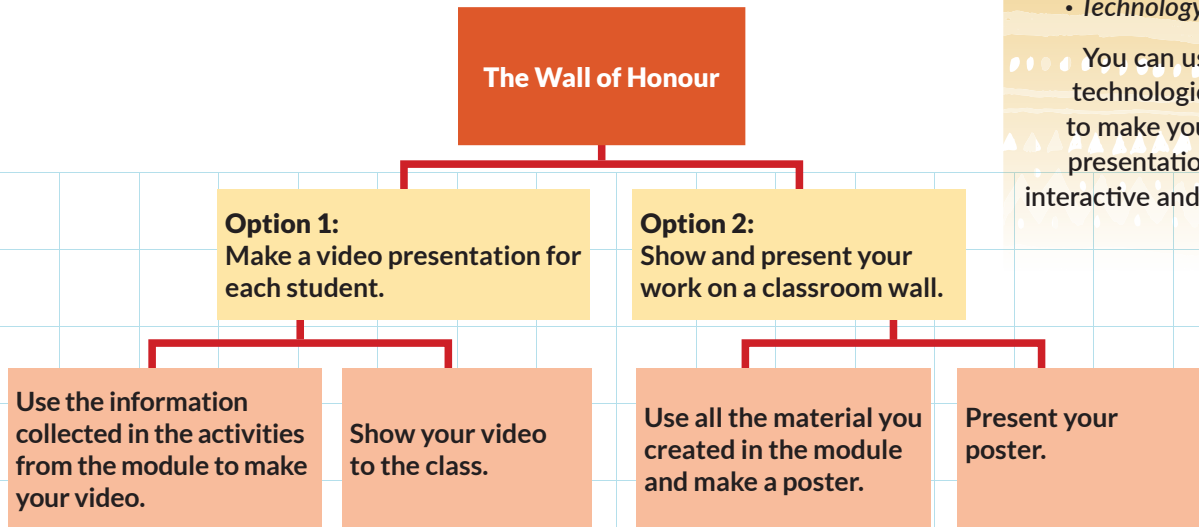 • Technology
You can
technologi
to make you
presentatio
interactive and
The Wall of Honour
Option 1:
Make a video presentation for
each student.
Option 2:
Show and present your
work on a classroom wall.
Use the information
collected in the activities
from the module to make
your video.
Show your video
to the class.
Use all the material you
created in the module
and make a poster.
Present your
poster.